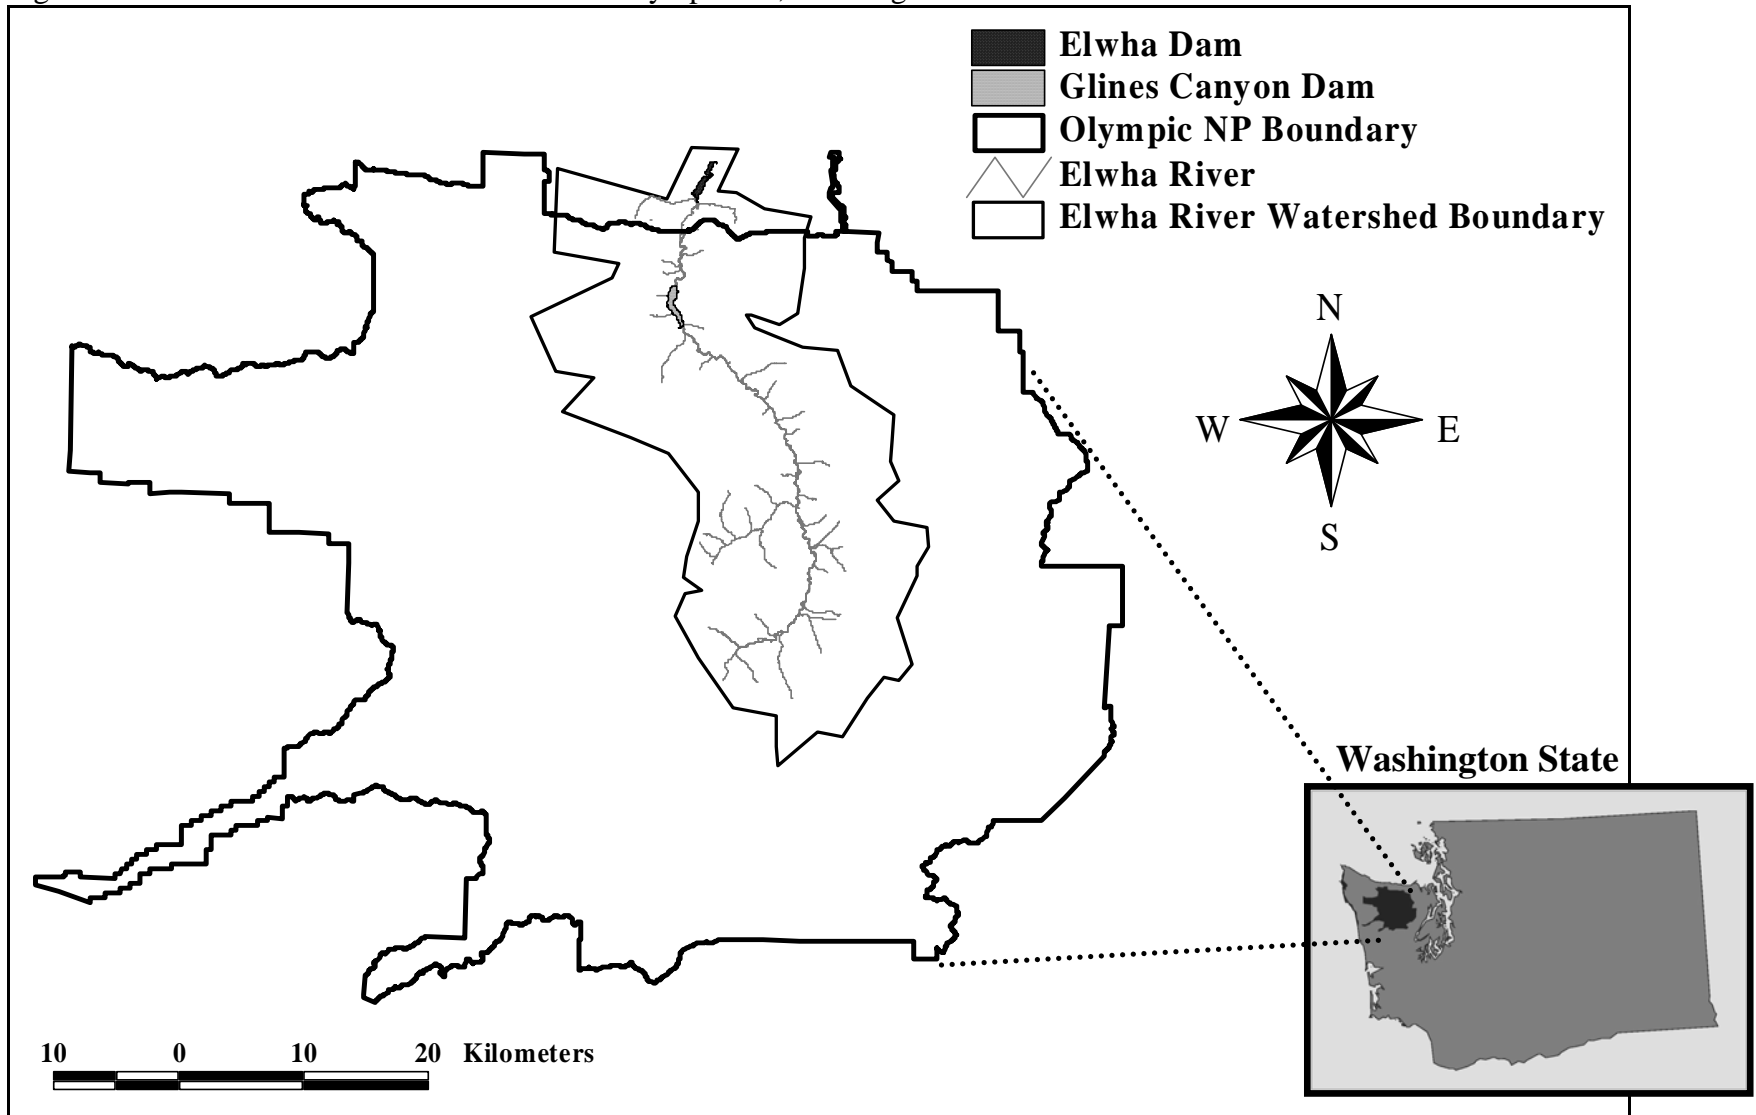 Elwha Dam
Glines Canyon Dam
Olympic NP Boundary
Elwha River
Elwha River Watershed Boundary
N
W E
S
Washington State
10 0 10 20 Kilometers